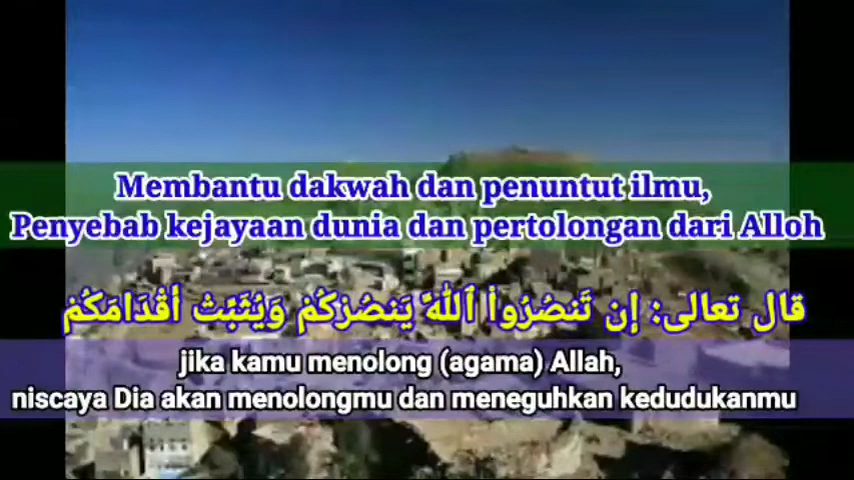 Membantu dakwah dan penuntut ilmu,
Penyebab kejayaan dunia dan pertolongan dari Alloh
قال تعالى: إن تَنصُرُوا۟ ٱللَّهَ يَنصُرْكُمْ وَيُثَبِّتْ أَقْدَامَكُمْ
jika kamu menolong (agama) Allah,
niscaya Dia akan menolongmu dan meneguhkan kedudukanmu